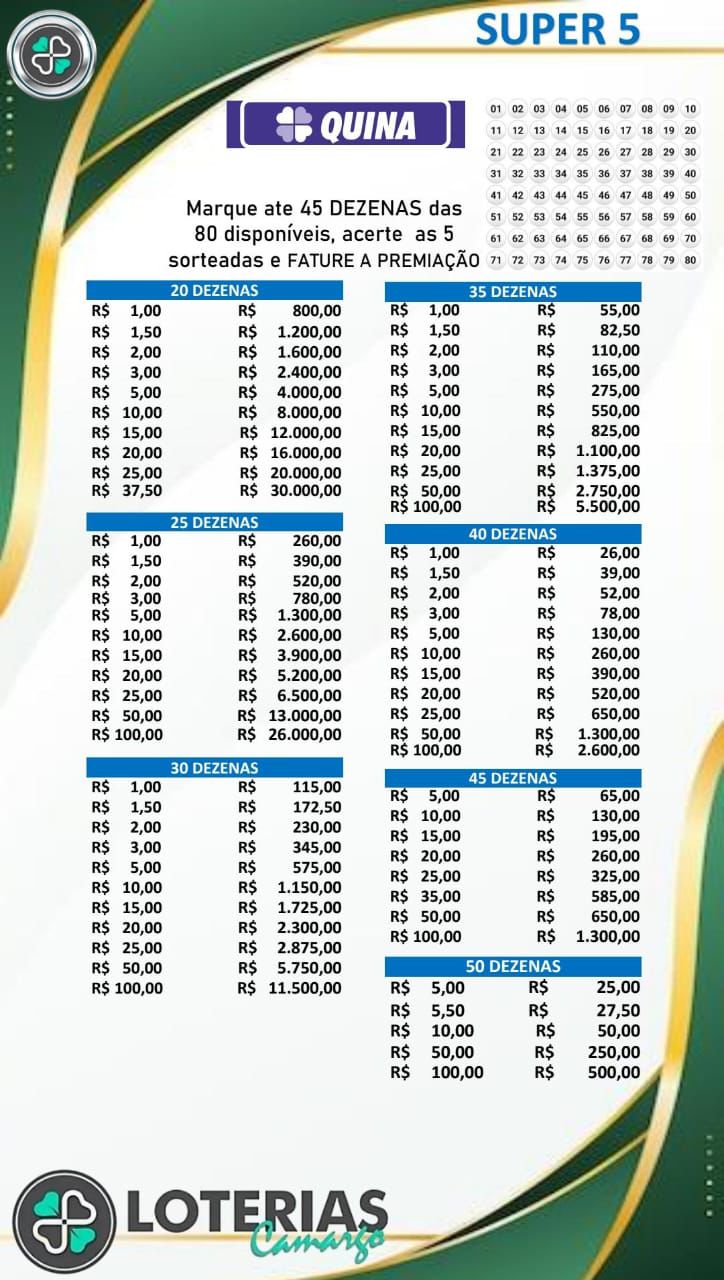 SUPER 5
QUINA
01 02 03 04 05 06 07 08 09 10
11 12 13 14 15 16 17 18 19 20
21 22 23 24 25 26 27 28 29 30
31 32 33 34 35 36 37 38 39 40
41 42 43 44 45 46 47 48 49 50
51 52 53 54 55 56 57 58 59 60
61 62 63 64 65 66 67 68 69 70
71 72 73 74 75 76 77 78 79 80
Marque ate 45 DEZENAS das
80 disponíveis, acerte as 5
sorteadas e FATURE A PREMIAÇÃO
20 DEZENAS
R$ 1,00 R$ 800,00
R$ 1,50 R$ 1.200,00
R$ 2,00 R$ 1.600,00
R$ 3,00 R$ 2.400,00
R$ 5,00 R$ 4.000,00
R$ 10,00 R$ 8.000,00
R$ 15,00 R$ 12.000,00
R$ 20,00 R$ 16.000,00
R$ 25,00 R$ 20.000,00
R$ 37,50 R$ 30.000,00
25 DEZENAS
R$ 1,00 R$ 260,00
R$ 1,50 R$ 390,00
R$ 2,00 R$ 520,00
R$ 3,00 R$ 780,00
R$ 5,00 R$ 1.300,00
R$ 10,00 R$ 2.600,00
R$ 15,00 R$ 3.900,00
R$ 20,00 R$ 5.200,00
R$ 25,00 R$ 6.500,00
R$ 50,00 R$ 13.000,00
R$ 100,00 R$ 26.000,00
30 DEZENAS
R$ 1,00 R$ 115,00
R$ 1,50 R$ 172,50
R$ 2,00 R$ 230,00
R$ 3,00 R$ 345,00
R$ 5,00 R$ 575,00
R$ 10,00 R$ 1.150,00
R$ 15,00 R$ 1.725,00
R$ 20,00 R$ 2.300,00
R$ 25,00 R$ 2.875,00
R$ 50,00 R$ 5.750,00
R$ 100,00 R$ 11.500,00
35 DEZENAS
R$ 1,00 R$ 55,00
R$ 1,50 R$ 82,50
R$ 2,00 R$ 110,00
R$ 3,00 R$ 165,00
R$ 5,00 R$ 275,00
R$ 10,00 R$ 550,00
R$ 15,00 R$ 825,00
R$ 20,00 R$ 1.100,00
R$ 25,00 R$ 1.375,00
R$ 50,00 R$ 2.750,00
R$ 100,00 R$ 5.500,00
40 DEZENAS
R$ 1,00 R$ 26,00
R$ 1,50 R$ 39,00
R$ 2,00 R$ 52,00
R$ 3,00 R$ 78,00
R$ 5,00 R$ 130,00
R$ 10,00 R$ 260,00
R$ 15,00 R$ 390,00
R$ 20,00 R$ 520,00
R$ 25,00 R$ 650,00
R$ 50,00 R$ 1.300,00
R$ 100,00 R$ 2.600,00
45 DEZENAS
R$ 5,00 R$ 65,00
R$ 10,00 R$ 130,00
R$ 15,00 R$ 195,00
R$ 20,00 R$ 260,00
R$ 25,00 R$ 325,00
R$ 35,00 R$ 585,00
R$ 50,00 R$ 650,00
R$ 100,00 R$ 1.300,00
50 DEZENAS
R$ 5,00 R$ 25,00
R$ 5,50 R$ 27,50
R$ 10,00 R$ 50,00
R$ 50,00 R$ 250,00
R$ 100,00 R$ 500,00
LOTERIAS
Camargo